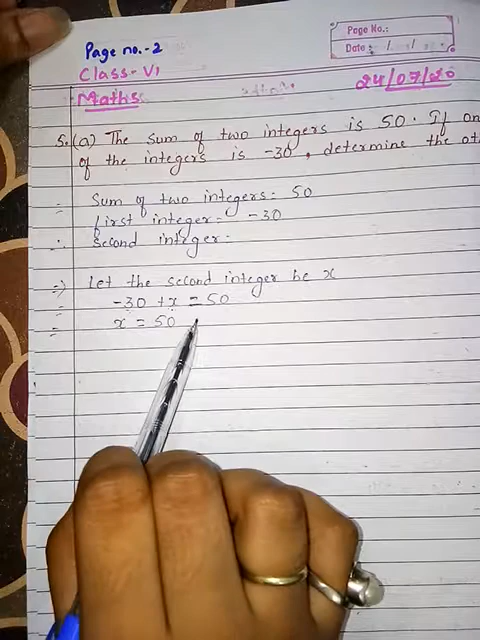 Page no.-2
Page No.:
Date: / /
Class-VI
24/07/20
Maths
5. (a) The sum of two integers is 50. If on
of the integers is -30, determine the ot
= Sum of two integers = 50
first integer = -30
∴ Second integer =
=) Let the second integer be x
= -30 + x = 50
= x = 50